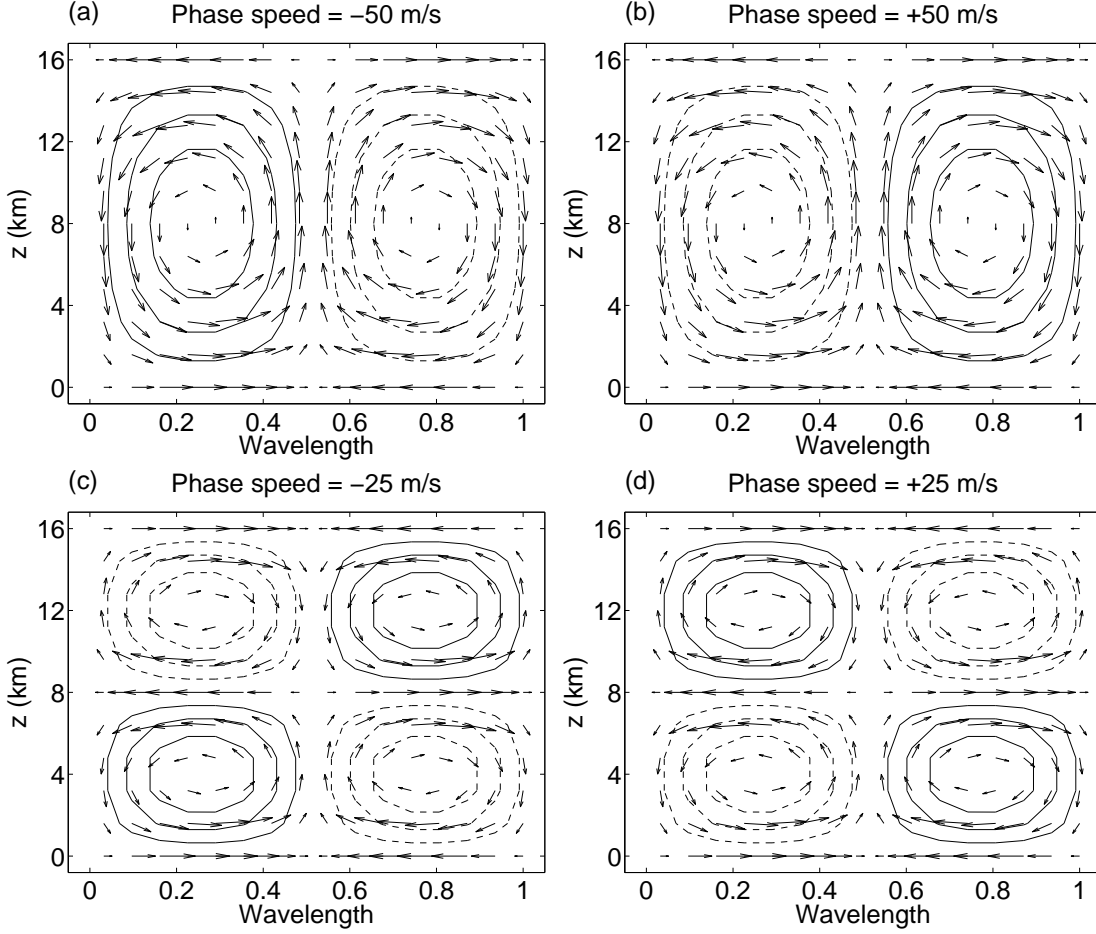 (a) Phase speed = −50 m/s
16
12
8
4
0
z (km)
0 0.2 0.4 0.6 0.8 1
Wavelength
(b) Phase speed = +50 m/s
16
12
8
4
0
z (km)
0 0.2 0.4 0.6 0.8 1
Wavelength
(c) Phase speed = −25 m/s
16
12
8
4
0
z (km)
0 0.2 0.4 0.6 0.8 1
Wavelength
(d) Phase speed = +25 m/s
16
12
8
4
0
z (km)
0 0.2 0.4 0.6 0.8 1
Wavelength